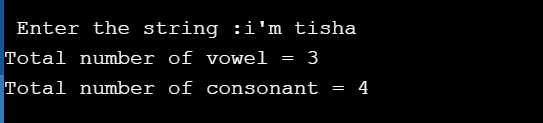 Enter the string :i'm tisha
Total number of vowel = 3
Total number of consonant = 4